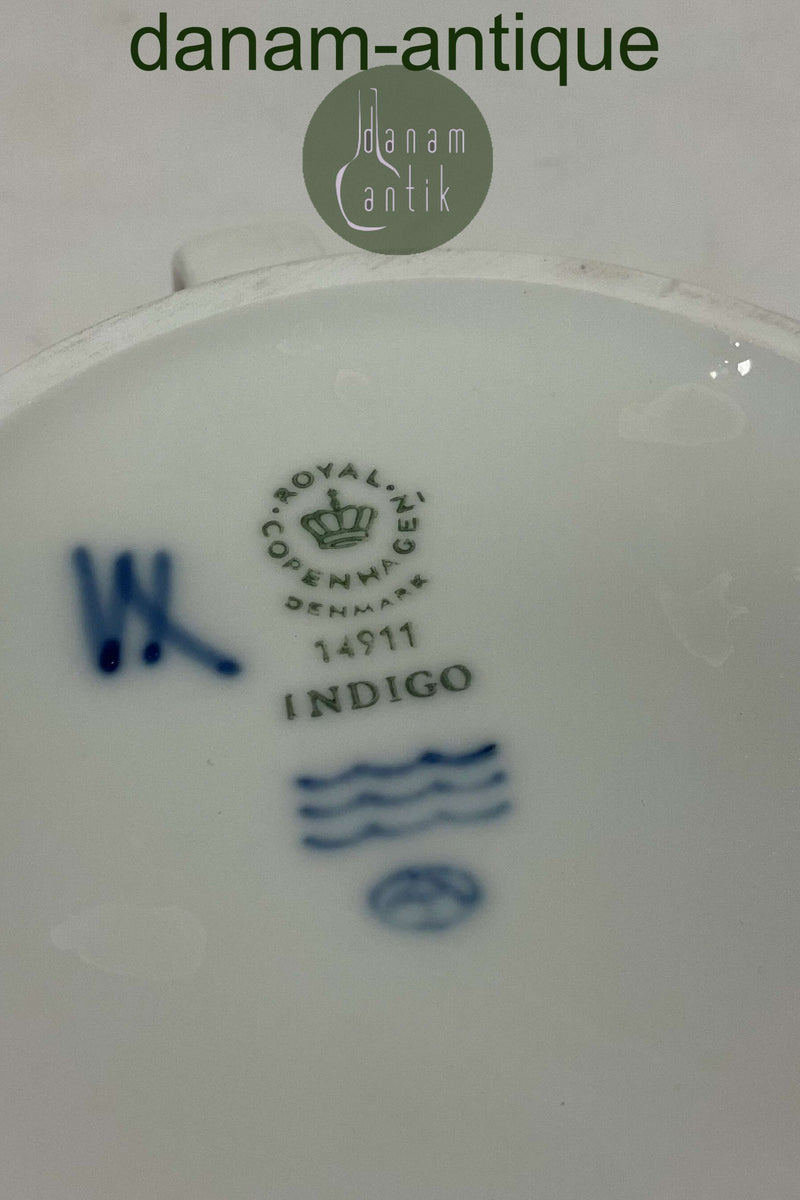 danam-antique
danam
antik
ROYAL
COPENHAGEN
DENMARK
14911
INDIGO